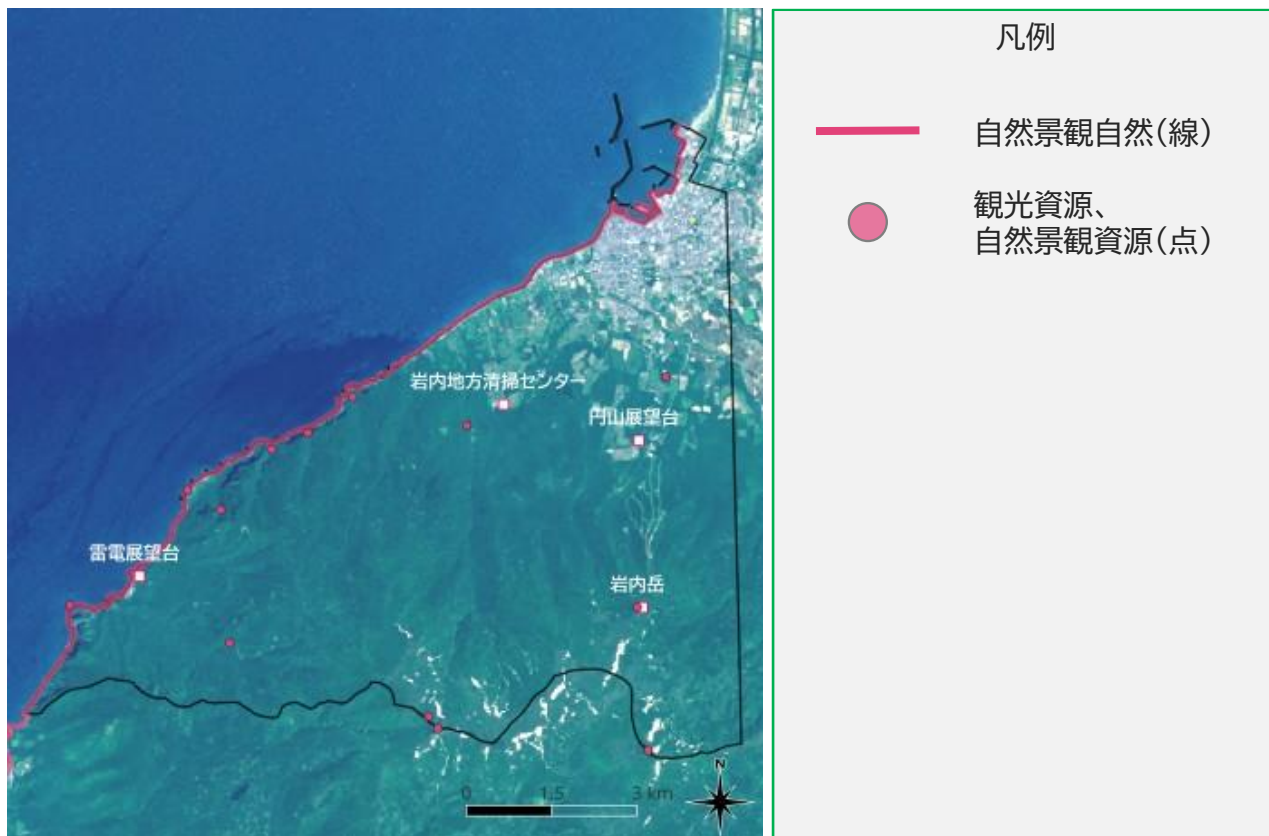 岩内地方清掃センター
円山展望台
雷電展望台
岩内岳
N
0 1.5 3 km
凡例
自然景観自然(線)
観光資源、
自然景観資源(点)